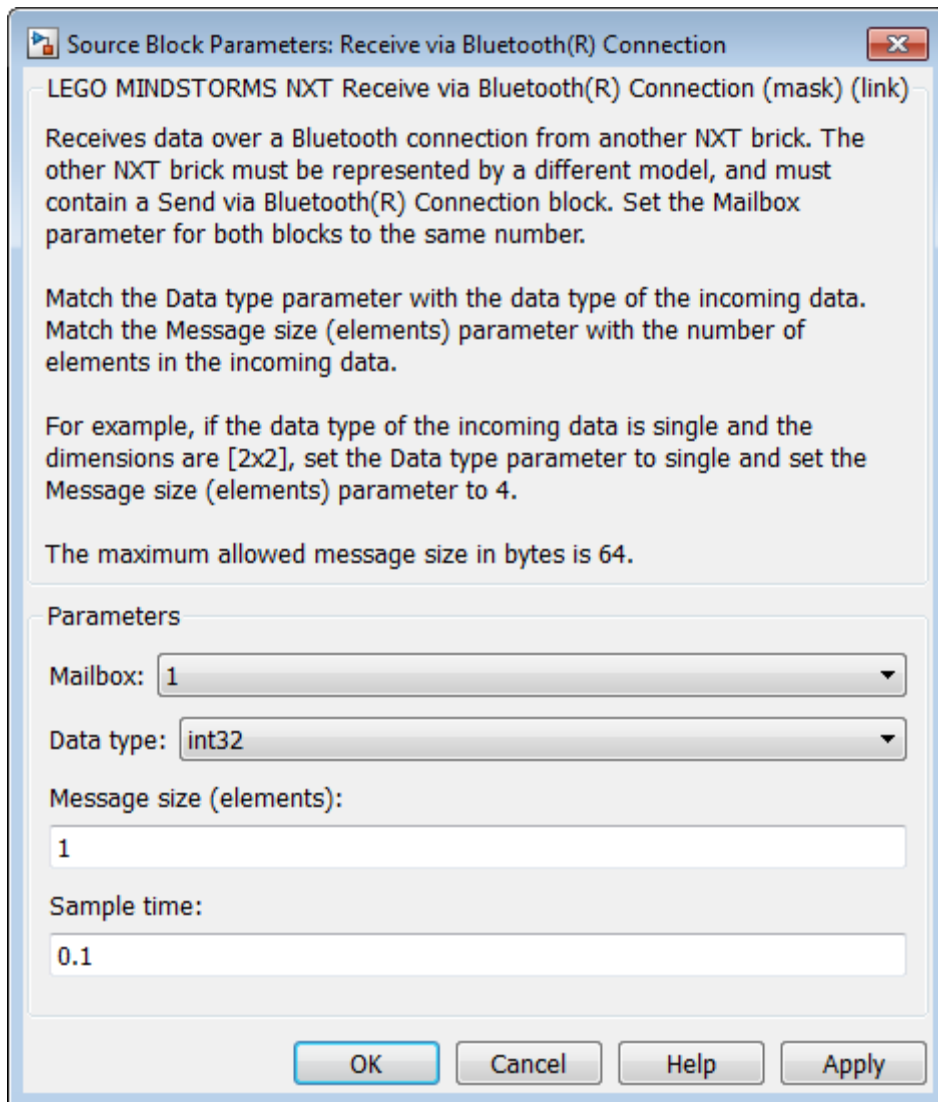 Source Block Parameters: Receive via Bluetooth(R) Connection
LEGO MINDSTORMS NXT Receive via Bluetooth(R) Connection (mask) (link)
Receives data over a Bluetooth connection from another NXT brick. The
other NXT brick must be represented by a different model, and must
contain a Send via Bluetooth(R) Connection block. Set the Mailbox
parameter for both blocks to the same number.
Match the Data type parameter with the data type of the incoming data.
Match the Message size (elements) parameter with the number of
elements in the incoming data.
For example, if the data type of the incoming data is single and the
dimensions are [2x2], set the Data type parameter to single and set the
Message size (elements) parameter to 4.
The maximum allowed message size in bytes is 64.
Parameters
Mailbox: 1
Data type: int32
Message size (elements):
1
Sample time:
0.1
OK Cancel Help Apply